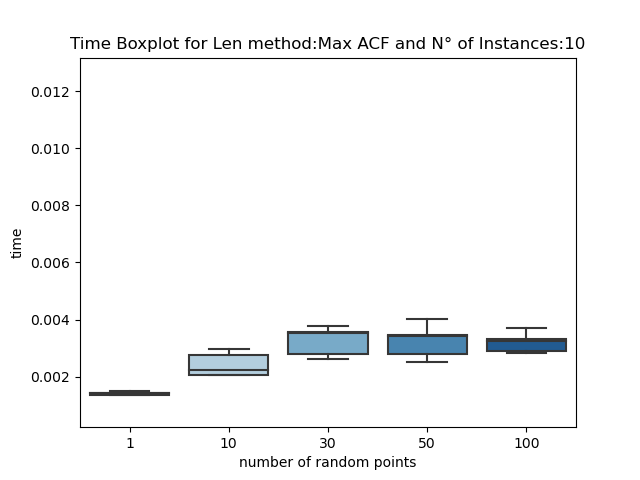 Time Boxplot for Len method:Max ACF and N° of Instances:10
0.012
0.010
0.008
0.006
0.004
0.002
time
1 10 30 50 100
number of random points